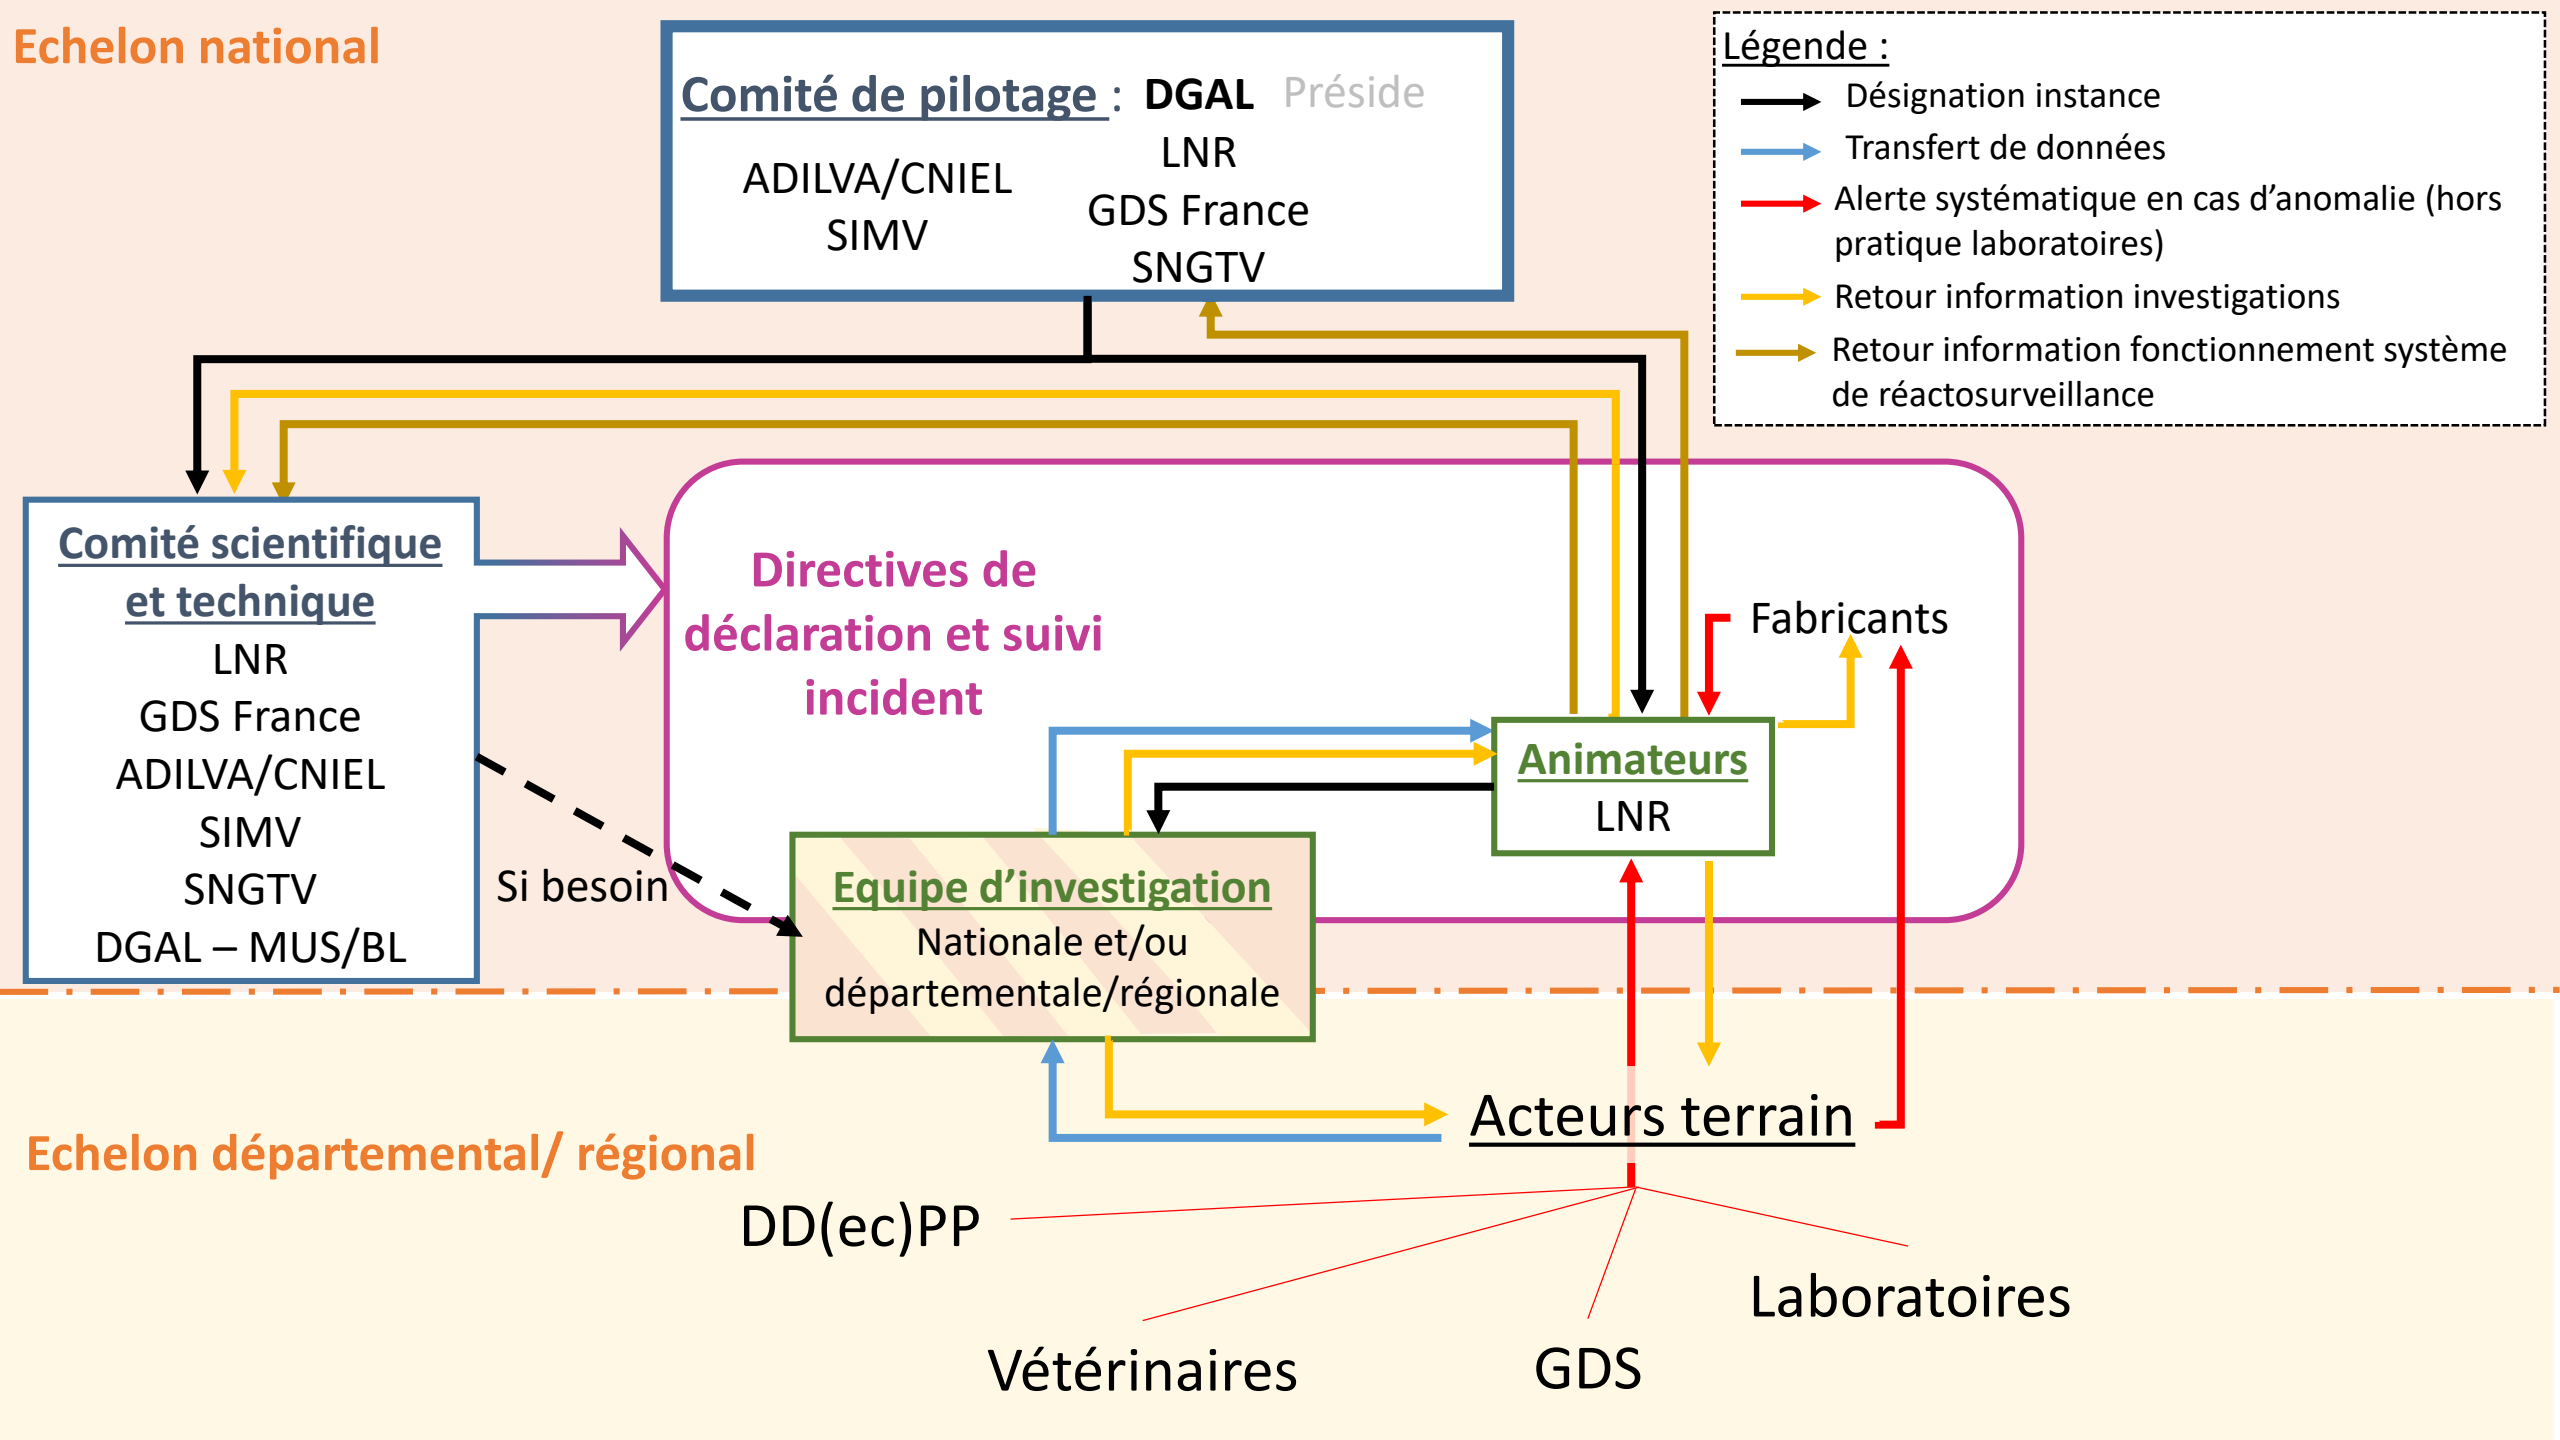 Echelon national
Comité de pilotage : DGAL Préside
LNR
GDS France
SNGTV
ADILVA/CNIEL
SIMV
Légende :
Désignation instance
Transfert de données
Alerte systématique en cas d’anomalie (hors
pratique laboratoires)
Retour information investigations
Retour information fonctionnement système
de réactosurveillance
Comité scientifique
et technique
LNR
GDS France
ADILVA/CNIEL
SIMV
SNGTV
DGAL – MUS/BL
Si besoin
Directives de
déclaration et suivi
incident
Fabricants
Animateurs
LNR
Equipe d’investigation
Nationale et/ou
départementale/régionale
Echelon départemental/ régional
Acteurs terrain
DD(ec)PP
Vétérinaires
GDS
Laboratoires